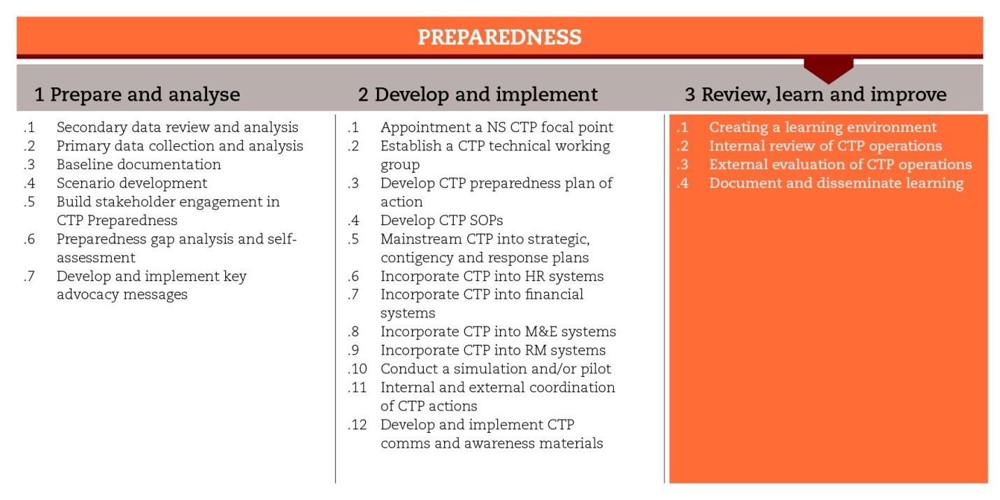 PREPAREDNESS
1 Prepare and analyse
.1 Secondary data review and analysis
.2 Primary data collection and analysis
.3 Baseline documentation
.4 Scenario development
.5 Build stakeholder engagement in
CTP Preparedness
.6 Preparedness gap analysis and self-
assessment
.7 Develop and implement key
advocacy messages
2 Develop and implement
.1 Appointment a NS CTP focal point
.2 Establish a CTP technical working
group
.3 Develop CTP preparedness plan of
action
.4 Develop CTP SOPs
.5 Mainstream CTP into strategic,
contigency and response plans
.6 Incorporate CTP into HR systems
.7 Incorporate CTP into financial
systems
.8 Incorporate CTP into M&E systems
.9 Incorporate CTP into RM systems
.10 Conduct a simulation and/or pilot
.11 Internal and external coordination
of CTP actions
.12 Develop and implement CTP
comms and awareness materials
3 Review, learn and improve
.1 Creating a learning environment
.2 Internal review of CTP operations
.3 External evaluation of CTP operations
.4 Document and disseminate learning